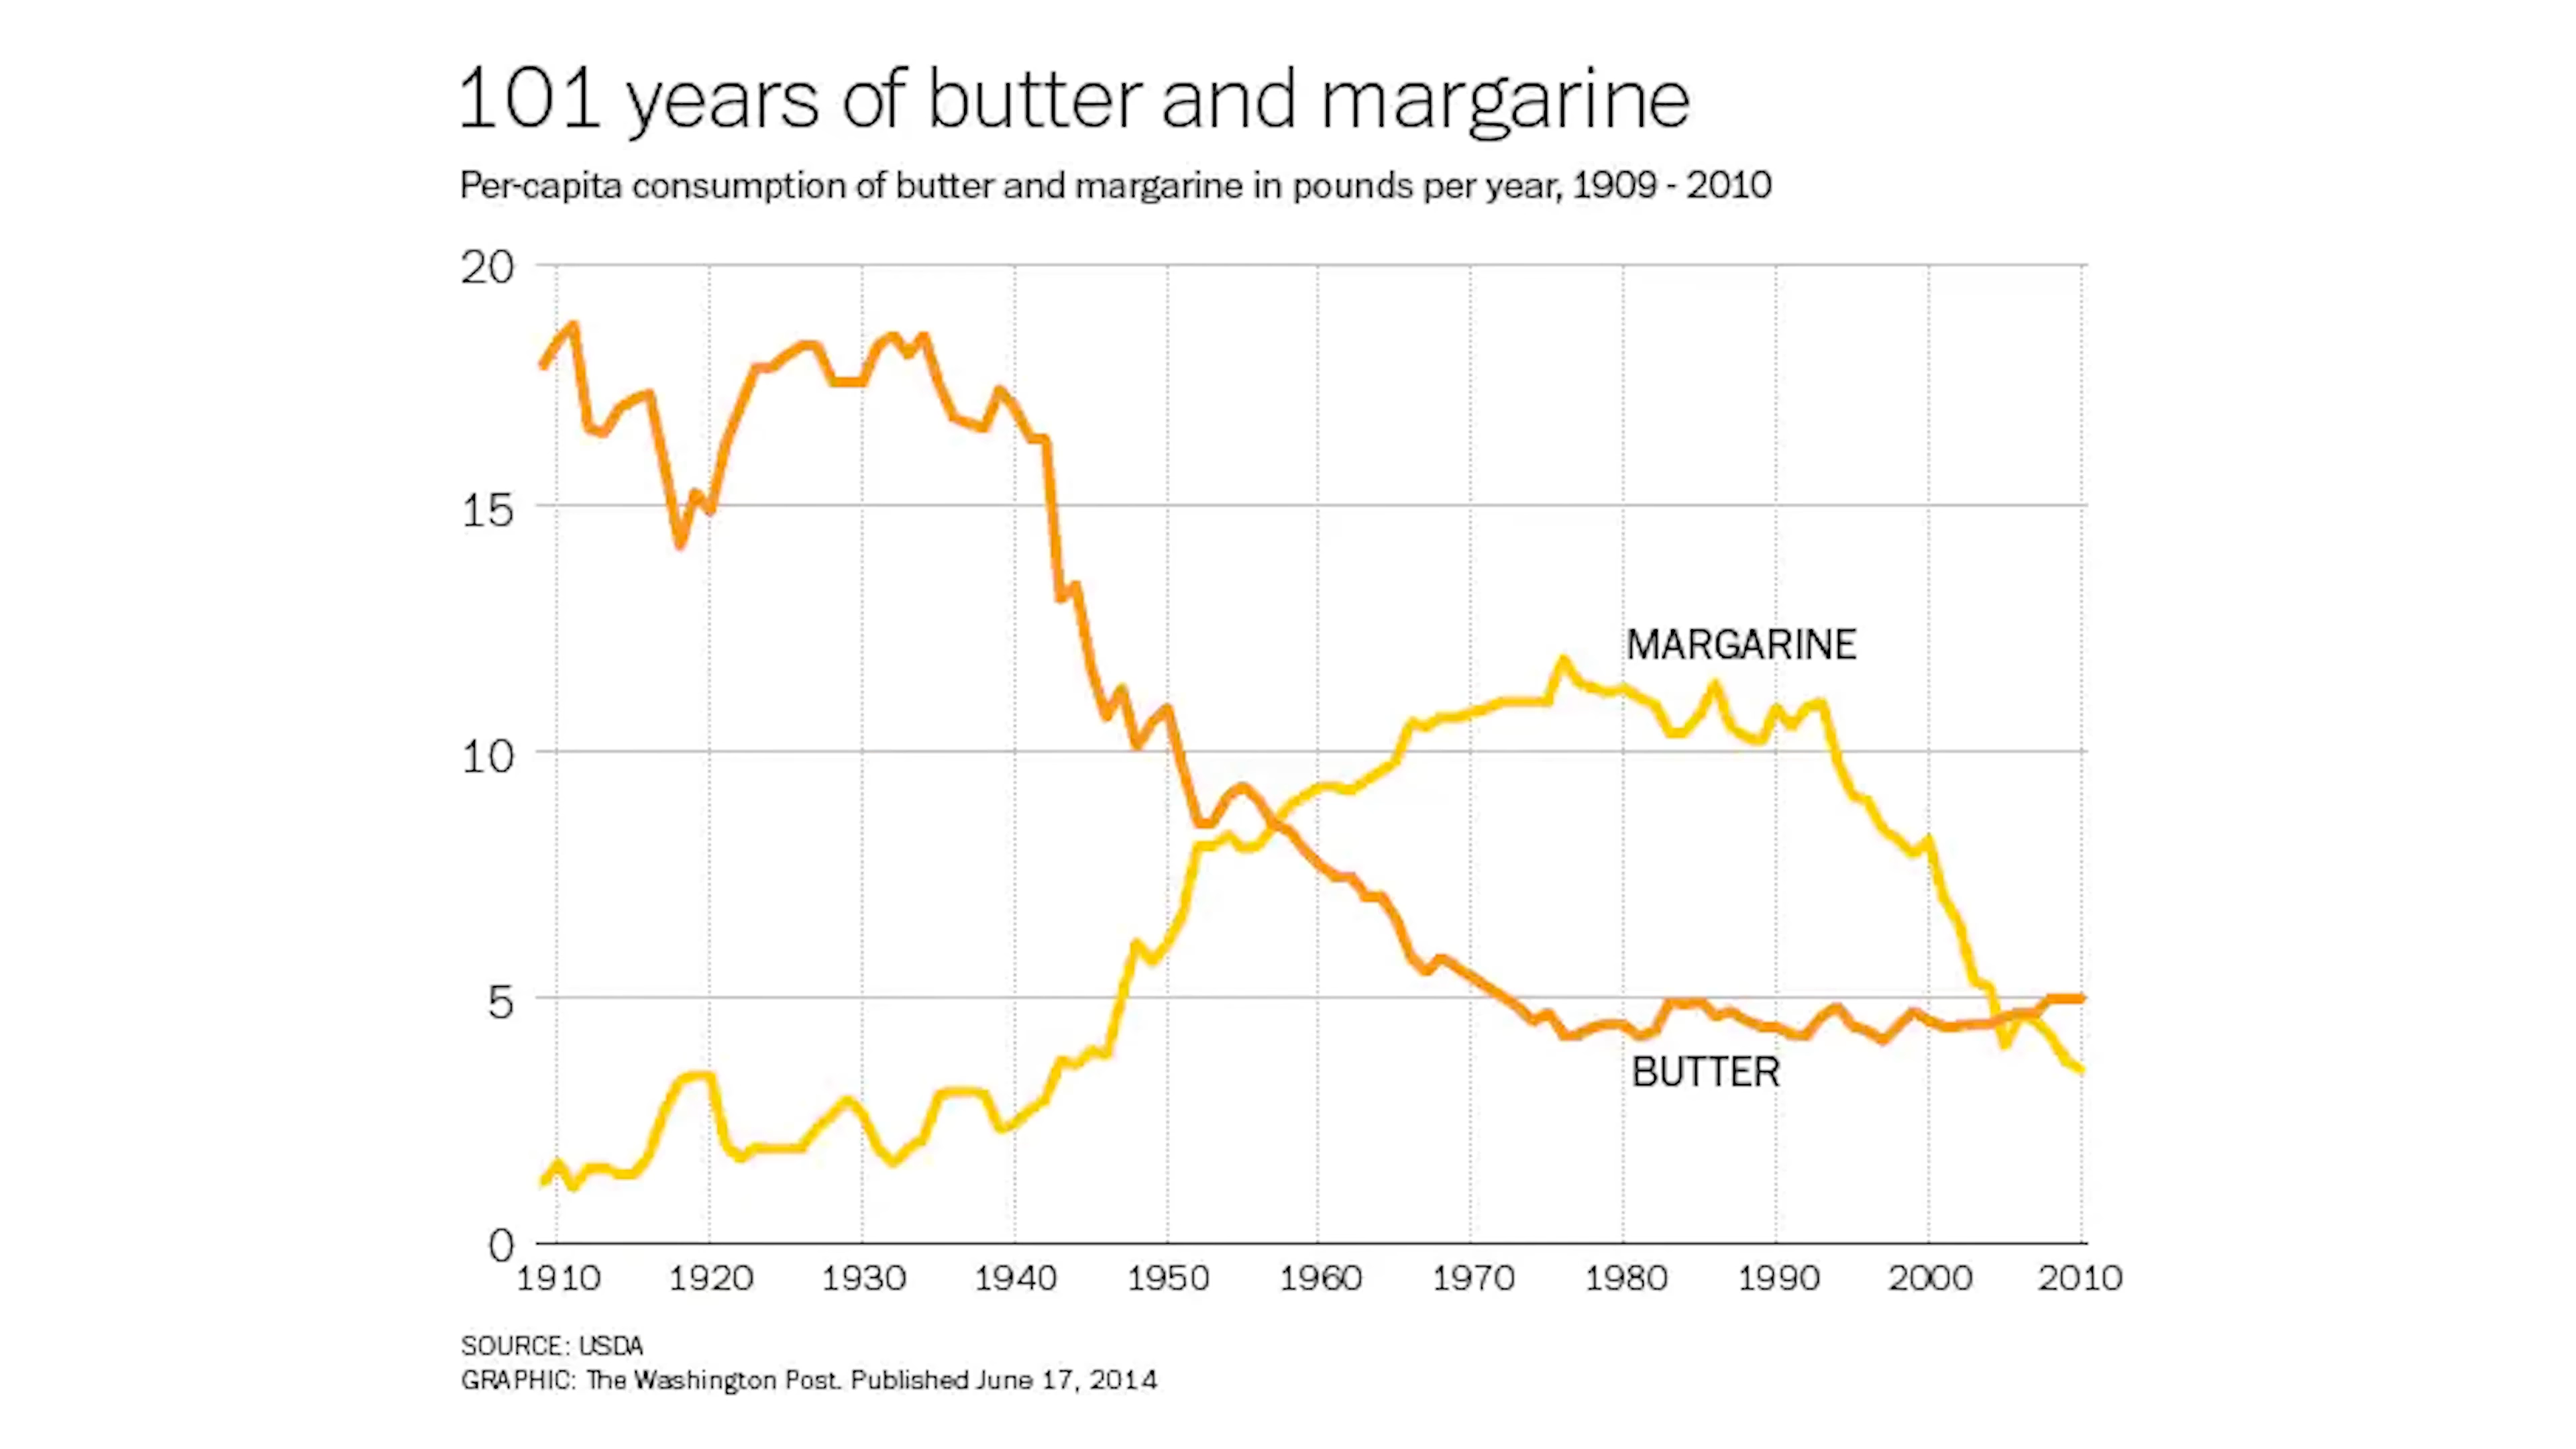 101 years of butter and margarine
Per-capita consumption of butter and margarine in pounds per year, 1909 - 2010
20
15
10
5
0
MARGARINE
BUTTER
1910 1920 1930 1940 1950 1960 1970 1980 1990 2000 2010
SOURCE: USDA
GRAPHIC: The Washington Post. Published June 17, 2014